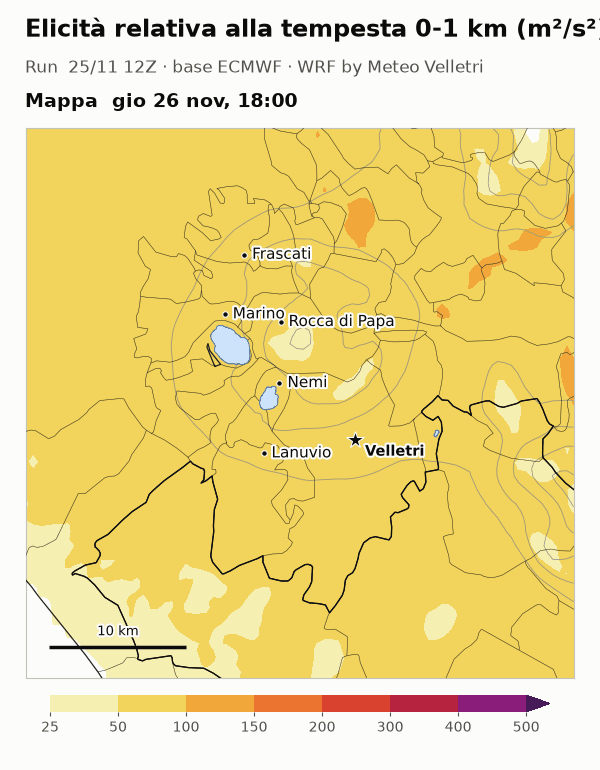 Elicità relativa alla tempesta 0-1 km (m²/s²)
Run 25/11 12Z · base ECMWF · WRF by Meteo Velletri
Mappa gio 26 nov, 18:00
Frascati
Marino
Rocca di Papa
Nemi
Lanuvio
Velletri
10 km
25 50 100 150 200 300 400 500